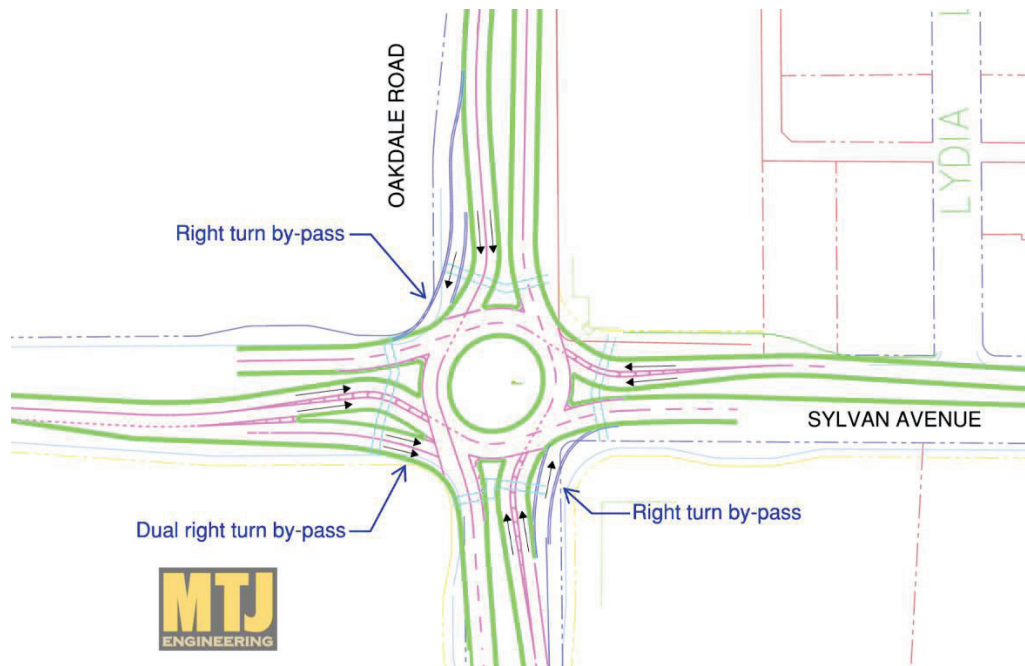 OAKDALE ROAD
LYDIA
Right turn by-pass
SYLVAN AVENUE
Dual right turn by-pass
Right turn by-pass
MTJ
ENGINEERING